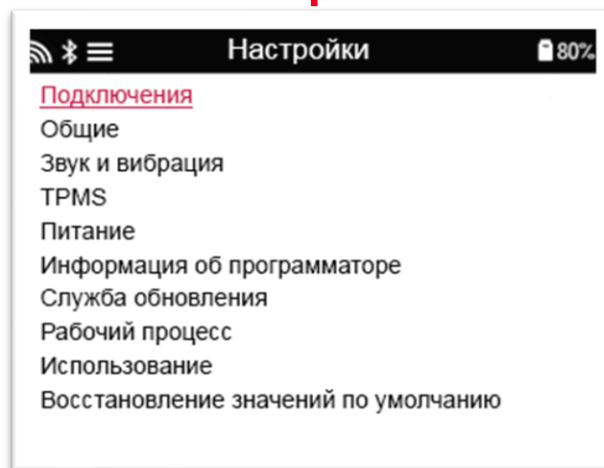 Настройки 80%
Подключения
Общие
Звук и вибрация
TPMS
Питание
Информация об программаторе
Служба обновления
Рабочий процесс
Использование
Восстановление значений по умолчанию